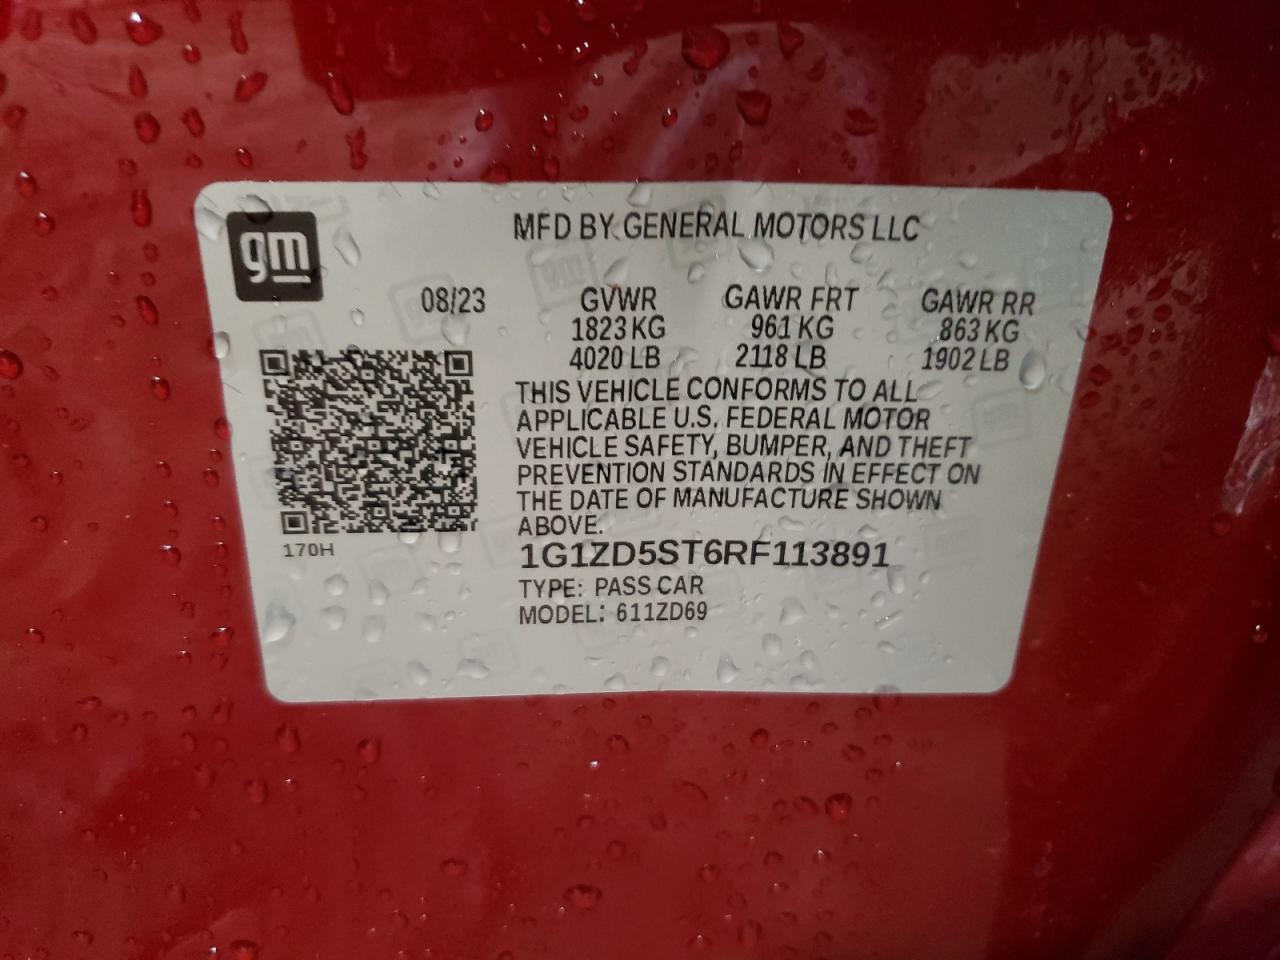 gm
MFD BY GENERAL MOTORS LLC
08/23 GVWR GAWR FRT GAWR RR
1823 KG 961 KG 863 KG
4020 LB 2118 LB 1902 LB
THIS VEHICLE CONFORMS TO ALL
APPLICABLE U.S. FEDERAL MOTOR
VEHICLE SAFETY, BUMPER, AND THEFT
PREVENTION STANDARDS IN EFFECT ON
THE DATE OF MANUFACTURE SHOWN
ABOVE.
170H
1G1ZD5ST6RF113891
TYPE: PASS CAR
MODEL: 611ZD69